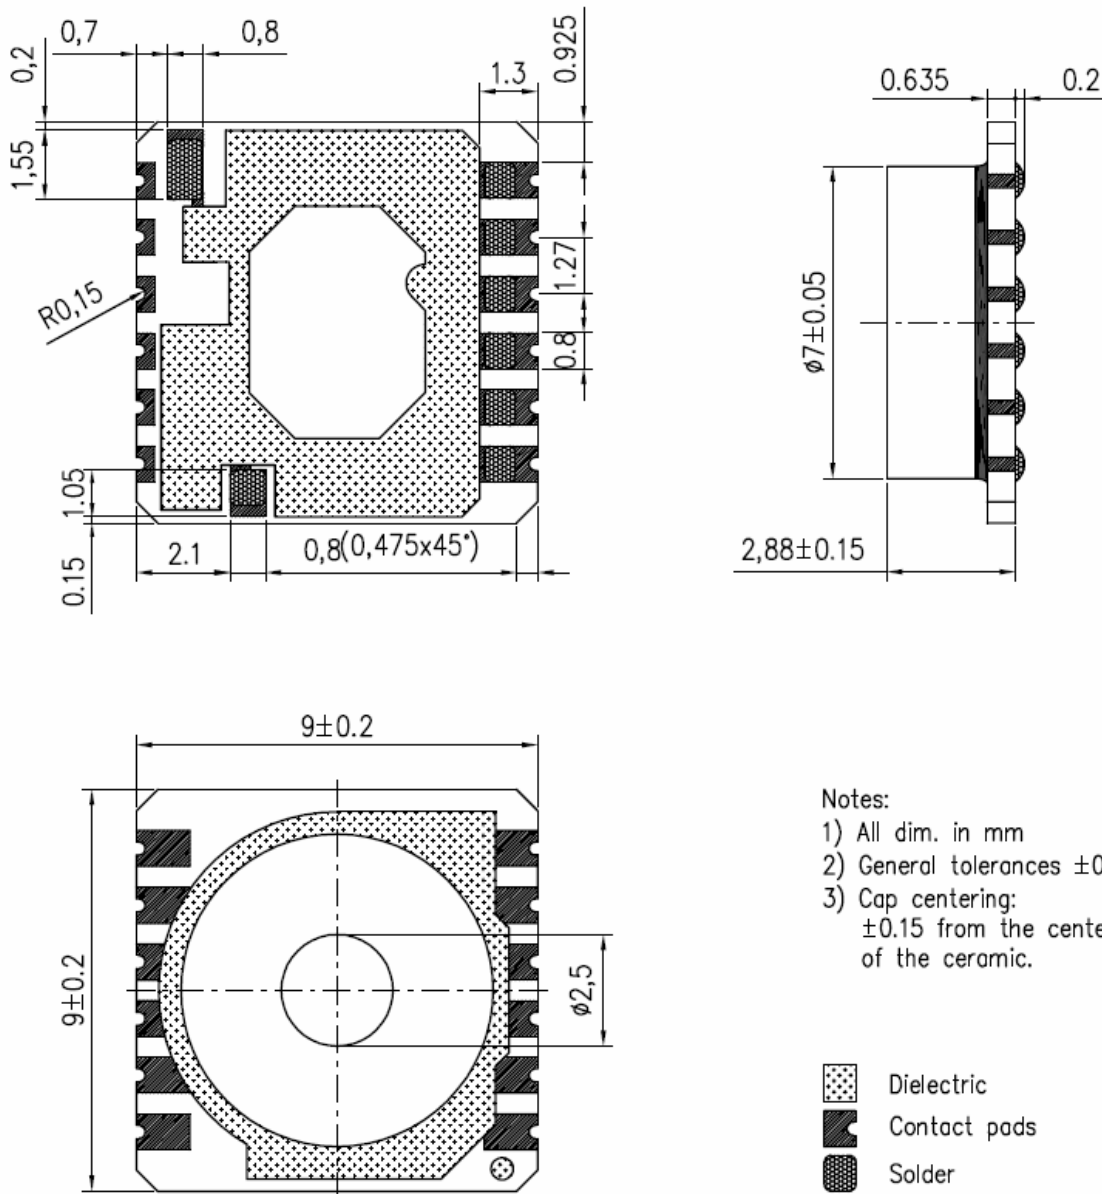 0,7
0,8
0,2
1,55
0.925
1.3
1.27
0.8
R0,15
1.05
0.15
2.1
0,8(0,475x45°)
0.635
0.2
ø7±0.05
2,88±0.15
9±0.2
9±0.2
ø2,5
Notes:
1) All dim. in mm
2) General tolerances ±0
3) Cap centering:
±0.15 from the cente
of the ceramic.
Dielectric
Contact pads
Solder